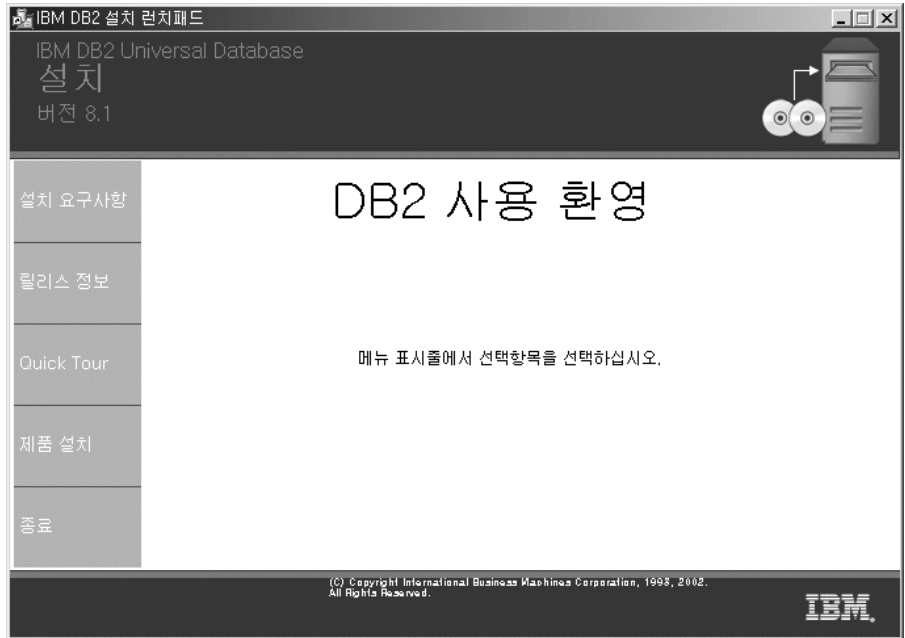 IBM DB2 설치 런치패드
IBM DB2 Universal Database
설치
버전 8.1
설치 요구사항
릴리스 정보
Quick Tour
제품 설치
종료
DB2 사용 환영
메뉴 표시줄에서 선택항목을 선택하십시오.
(C) Copyright International Business Machines Corporation, 1993, 2002.
All Rights Reserved.
IBM.